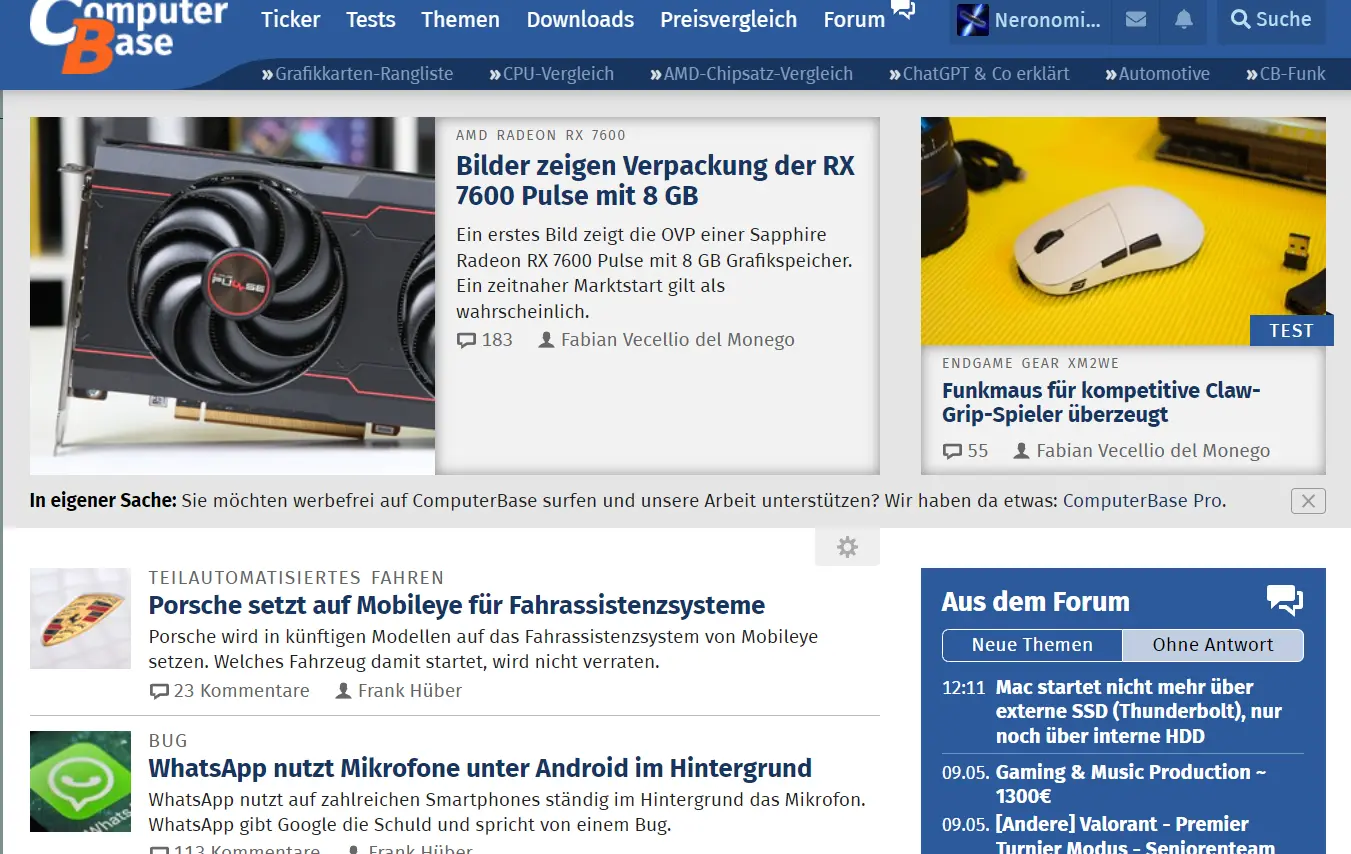 Computer
Base
Ticker Tests Themen Downloads Preisvergleich Forum Neronomi... Suche
»Grafikkarten-Rangliste »CPU-Vergleich »AMD-Chipsatz-Vergleich »ChatGPT & Co erklärt »Automotive »CB-Funk
PULSE
AMD RADEON RX 7600
Bilder zeigen Verpackung der RX
7600 Pulse mit 8 GB
Ein erstes Bild zeigt die OVP einer Sapphire
Radeon RX 7600 Pulse mit 8 GB Grafikspeicher.
Ein zeitnaher Marktstart gilt als
wahrscheinlich.
183 Fabian Vecellio del Monego
TEST
ENDGAME GEAR XM2WE
Funkmaus für kompetitive Claw-
Grip-Spieler überzeugt
55 Fabian Vecellio del Monego
In eigener Sache: Sie möchten werbefrei auf ComputerBase surfen und unsere Arbeit unterstützen? Wir haben da etwas: ComputerBase Pro.
TEILAUTOMATISIERTES FAHREN
Porsche setzt auf Mobileye für Fahrassistenzsysteme
Porsche wird in künftigen Modellen auf das Fahrassistenzsystem von Mobileye
setzen. Welches Fahrzeug damit startet, wird nicht verraten.
23 Kommentare Frank Hüber
BUG
WhatsApp nutzt Mikrofone unter Android im Hintergrund
WhatsApp nutzt auf zahlreichen Smartphones ständig im Hintergrund das Mikrofon.
WhatsApp gibt Google die Schuld und spricht von einem Bug.
113 Kommentare Frank Hüber
Aus dem Forum
Neue Themen Ohne Antwort
12:11 Mac startet nicht mehr über
externe SSD (Thunderbolt), nur
noch über interne HDD
09.05. Gaming & Music Production ~
1300€
09.05. [Andere] Valorant - Premier
Turnier Modus - Seniorenteam